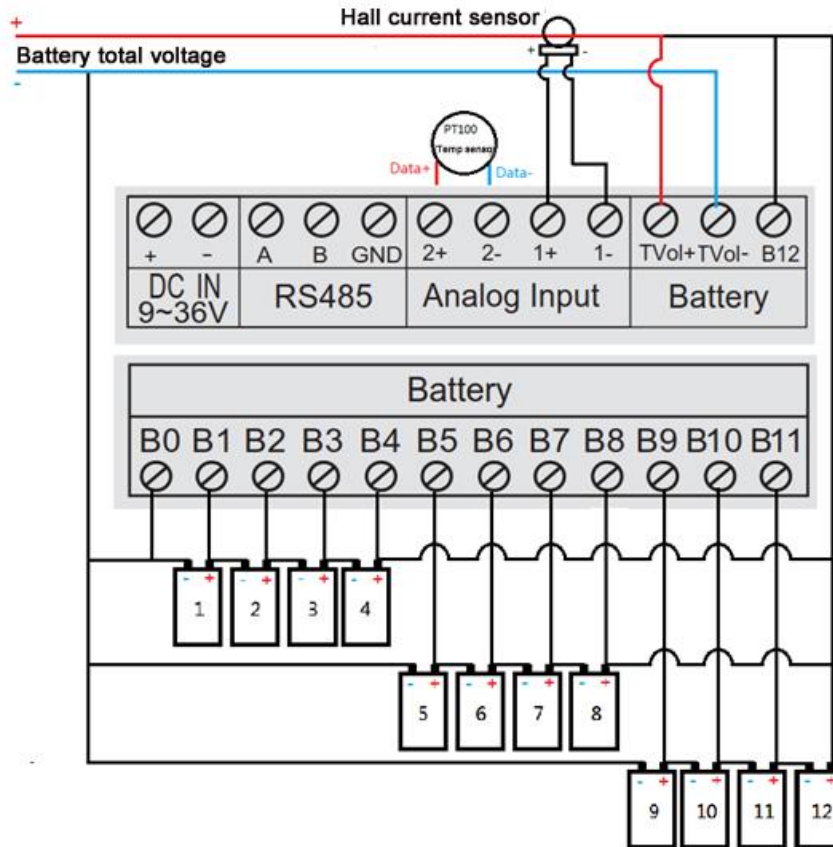 +
Hall current sensor
+ -
Battery total voltage
-
PT100
Temp sensor
Data+ Data-
+ - A B GND 2+ 2- 1+ 1- TVol+ TVol- B12
DC IN
9~36V
RS485
Analog Input
Battery
Battery
B0 B1 B2 B3 B4 B5 B6 B7 B8 B9 B10 B11
- + - + - + - +
1 2 3 4
- + - + - + - +
5 6 7 8
-
- + - + - + - +
9 10 11 12